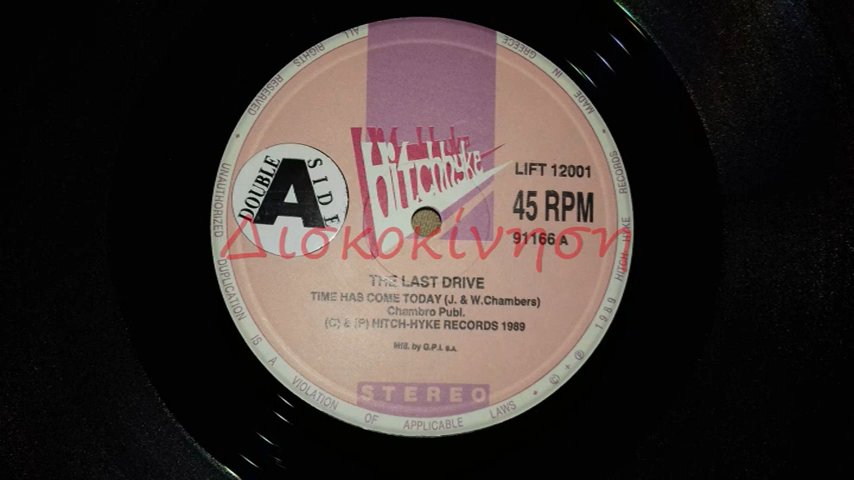 Hitchhyke
DOUBLE A SIDE
LIFT 12001
45 RPM
91166 A
Δισκοκίνηση
THE LAST DRIVE
TIME HAS COME TODAY (J. & W.Chambers)
Chambro Publ.
(C) & (P) HITCH-HYKE RECORDS 1989
Mfd. by G.P.I. s.a.
STEREO
ALL RIGHTS RESERVED • UNAUTHORIZED DUPLICATION IS A VIOLATION OF APPLICABLE LAWS • © + ℗ 1989 HITCH HYKE RECORDS • MADE IN GREECE